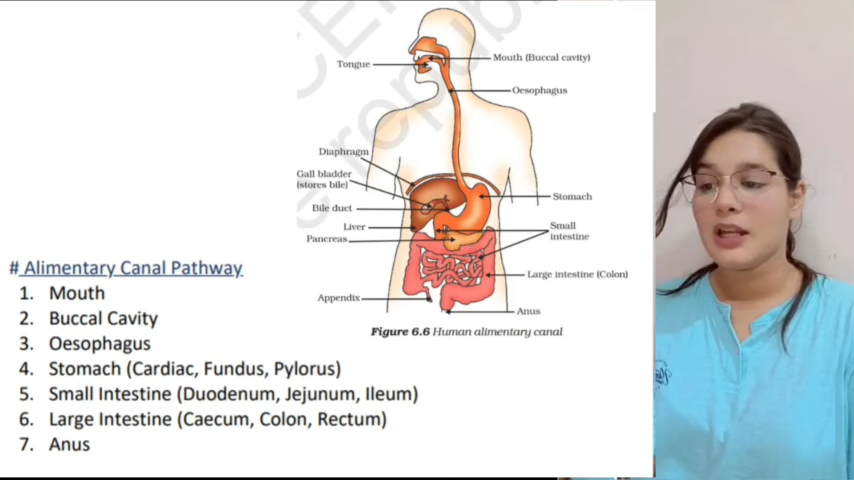 Tongue
Mouth (Buccal cavity)
Oesophagus
Diaphragm
Gall bladder
(stores bile)
Bile duct
Liver
Pancreas
Stomach
Small
intestine
Large intestine (Colon)
Appendix
Anus
Figure 6.6 Human alimentary canal
# Alimentary Canal Pathway
1. Mouth
2. Buccal Cavity
3. Oesophagus
4. Stomach (Cardiac, Fundus, Pylorus)
5. Small Intestine (Duodenum, Jejunum, Ileum)
6. Large Intestine (Caecum, Colon, Rectum)
7. Anus